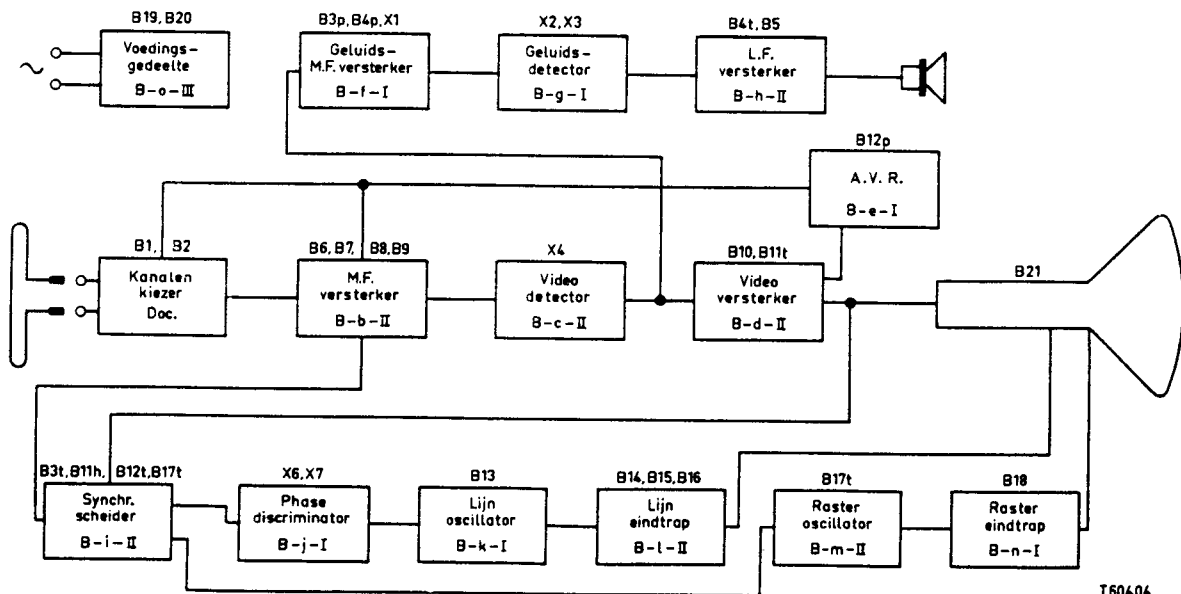 B19, B20
Voedings-
gedeelte
B-o-III
B3p, B4p, X1
Geluids-
M.F. versterker
B-f-I
X2, X3
Geluids-
detector
B-g-I
B4t, B5
L.F.
versterker
B-h-II
B12p
A.V.R.
B-e-I
B1, B2
Kanalen
kiezer
Doc.
B6, B7, B8, B9
M.F.
versterker
B-b-II
X4
Video
detector
B-c-II
B10, B11t
Video
versterker
B-d-II
B21
B3t, B11h, B12t, B17t
Synchr.
scheider
B-i-II
X6, X7
Phase
discriminator
B-j-I
B13
Lijn
oscillator
B-k-I
B14, B15, B16
Lijn
eindtrap
B-l-II
B17t
Raster
oscillator
B-m-II
B18
Raster
eindtrap
B-n-I
T60404